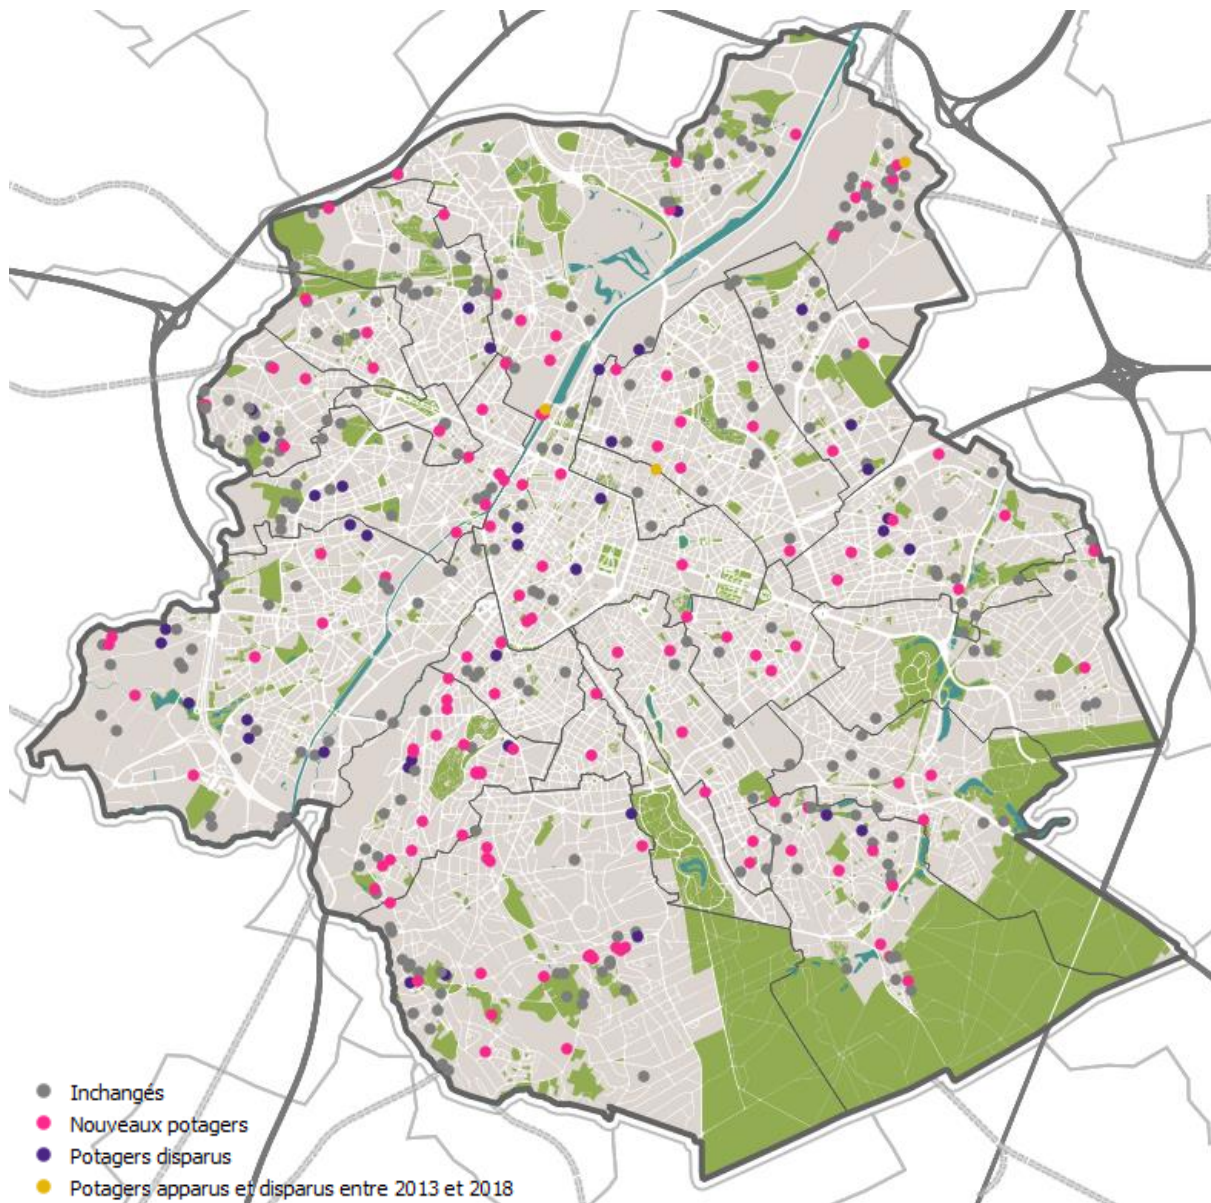 Inchangés
Nouveaux potagers
Potagers disparus
Potagers apparus et disparus entre 2013 et 2018